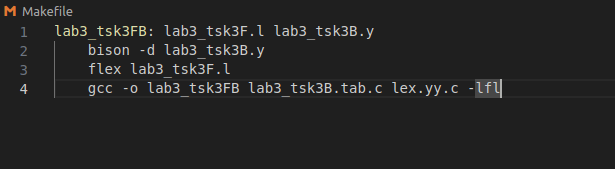 M Makefile
1 lab3_tsk3FB: lab3_tsk3F.l lab3_tsk3B.y
2 bison -d lab3_tsk3B.y
3 flex lab3_tsk3F.l
4 gcc -o lab3_tsk3FB lab3_tsk3B.tab.c lex.yy.c -lfl